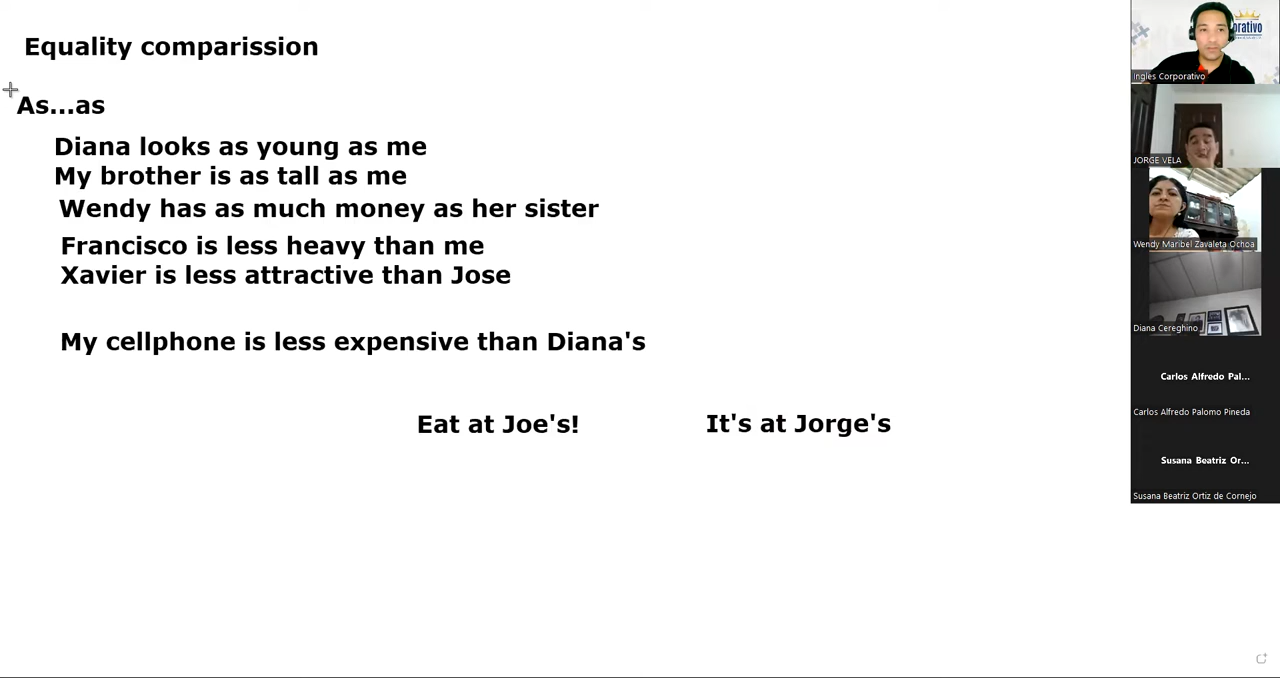 Equality comparission
As...as
Diana looks as young as me
My brother is as tall as me
Wendy has as much money as her sister
Francisco is less heavy than me
Xavier is less attractive than Jose
My cellphone is less expensive than Diana's
Eat at Joe's!
It's at Jorge's
orativo
Ingles Corporativo
JORGE VELA
Wendy Maribel Zavaleta Ochoa
Diana Cereghino
Carlos Alfredo Pal...
Carlos Alfredo Palomo Pineda
Susana Beatriz Or...
Susana Beatriz Ortiz de Cornejo